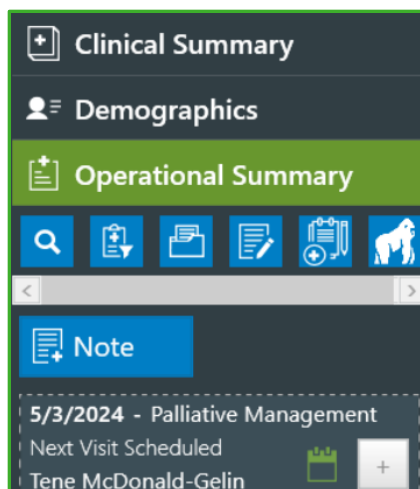 Clinical Summary
Demographics
Operational Summary
Note
5/3/2024 - Palliative Management
Next Visit Scheduled
Tene McDonald-Gelin